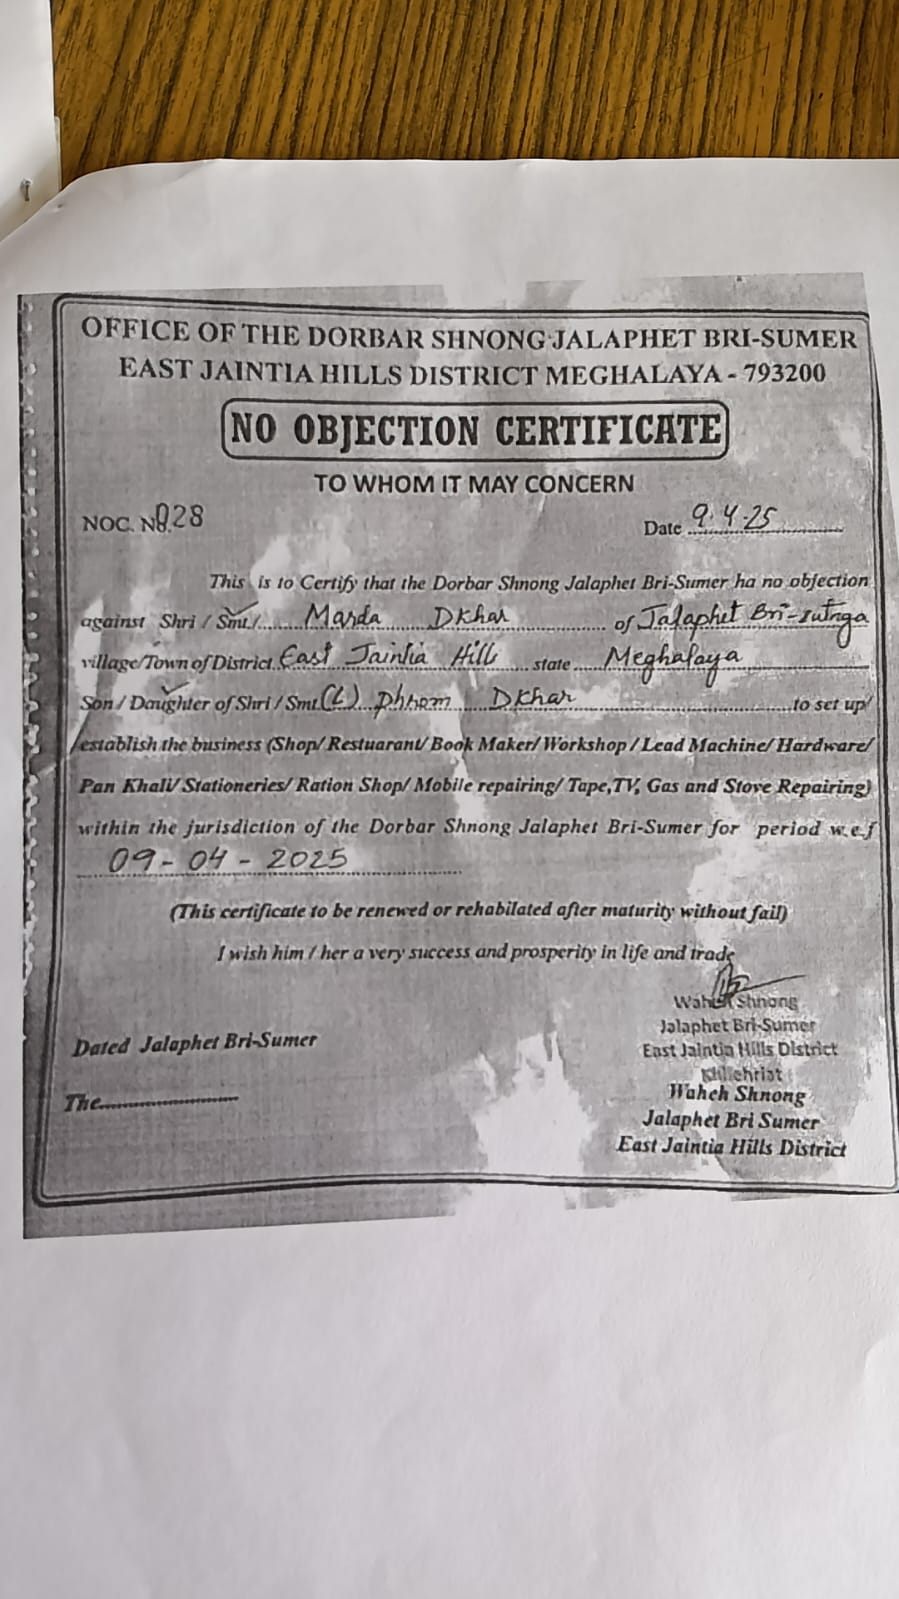 OFFICE OF THE DORBAR SHNONG JALAPHET BRI-SUMER
EAST JAINTIA HILLS DISTRICT MEGHALAYA - 793200
NO OBJECTION CERTIFICATE
TO WHOM IT MAY CONCERN
NOC. No. 028
Date 9.4.25
This is to Certify that the Dorbar Shnong Jalaphet Bri-Sumer ha no objection
against Shri / Smt/ Marda Dkhar of Jalaphet Bri-sutnga
village/Town of District East Jaintia Hills state Meghalaya
Son / Daughter of Shri / Smt (L) Dkhar to set up/
establish the business (Shop/ Restuarant/ Book Maker/ Workshop / Lead Machine/ Hardware/
Pan Khali/ Stationeries/ Ration Shop/ Mobile repairing/ Tape,TV, Gas and Stove Repairing)
within the jurisdiction of the Dorbar Shnong Jalaphet Bri-Sumer for period w.e.f
09-04-2025
(This certificate to be renewed or rehabilated after maturity without fail)
I wish him / her a very success and prosperity in life and trade
Waheh Shnong
Jalaphet Bri-Sumer
East Jaintia Hills District
Khliehriat
Dated Jalaphet Bri-Sumer
The
Waheh Shnong
Jalaphet Bri Sumer
East Jaintia Hills District